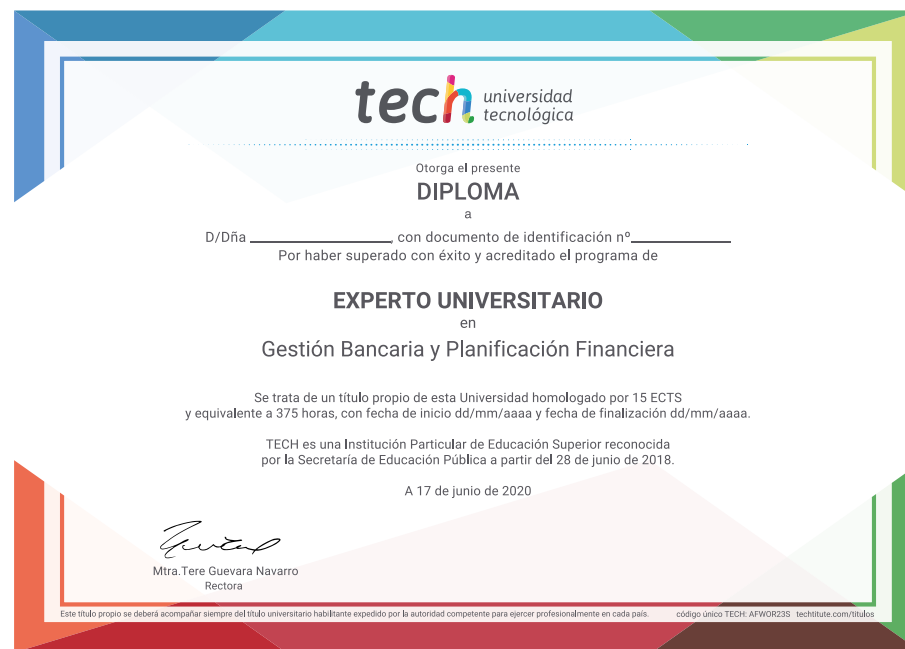 tech universidad
tecnológica
Otorga el presente
DIPLOMA
a
D/Dña ____________, con documento de identificación nº____________
Por haber superado con éxito y acreditado el programa de
EXPERTO UNIVERSITARIO
en
Gestión Bancaria y Planificación Financiera
Se trata de un título propio de esta Universidad homologado por 15 ECTS
y equivalente a 375 horas, con fecha de inicio dd/mm/aaaa y fecha de finalización dd/mm/aaaa.
TECH es una Institución Particular de Educación Superior reconocida
por la Secretaría de Educación Pública a partir del 28 de junio de 2018.
A 17 de junio de 2020
Mtra.Tere Guevara Navarro
Rectora
Este título propio se deberá acompañar siempre del título universitario habilitante expedido por la autoridad competente para ejercer profesionalmente en cada país. código único TECH: AFWOR23S techtitute.com/títulos